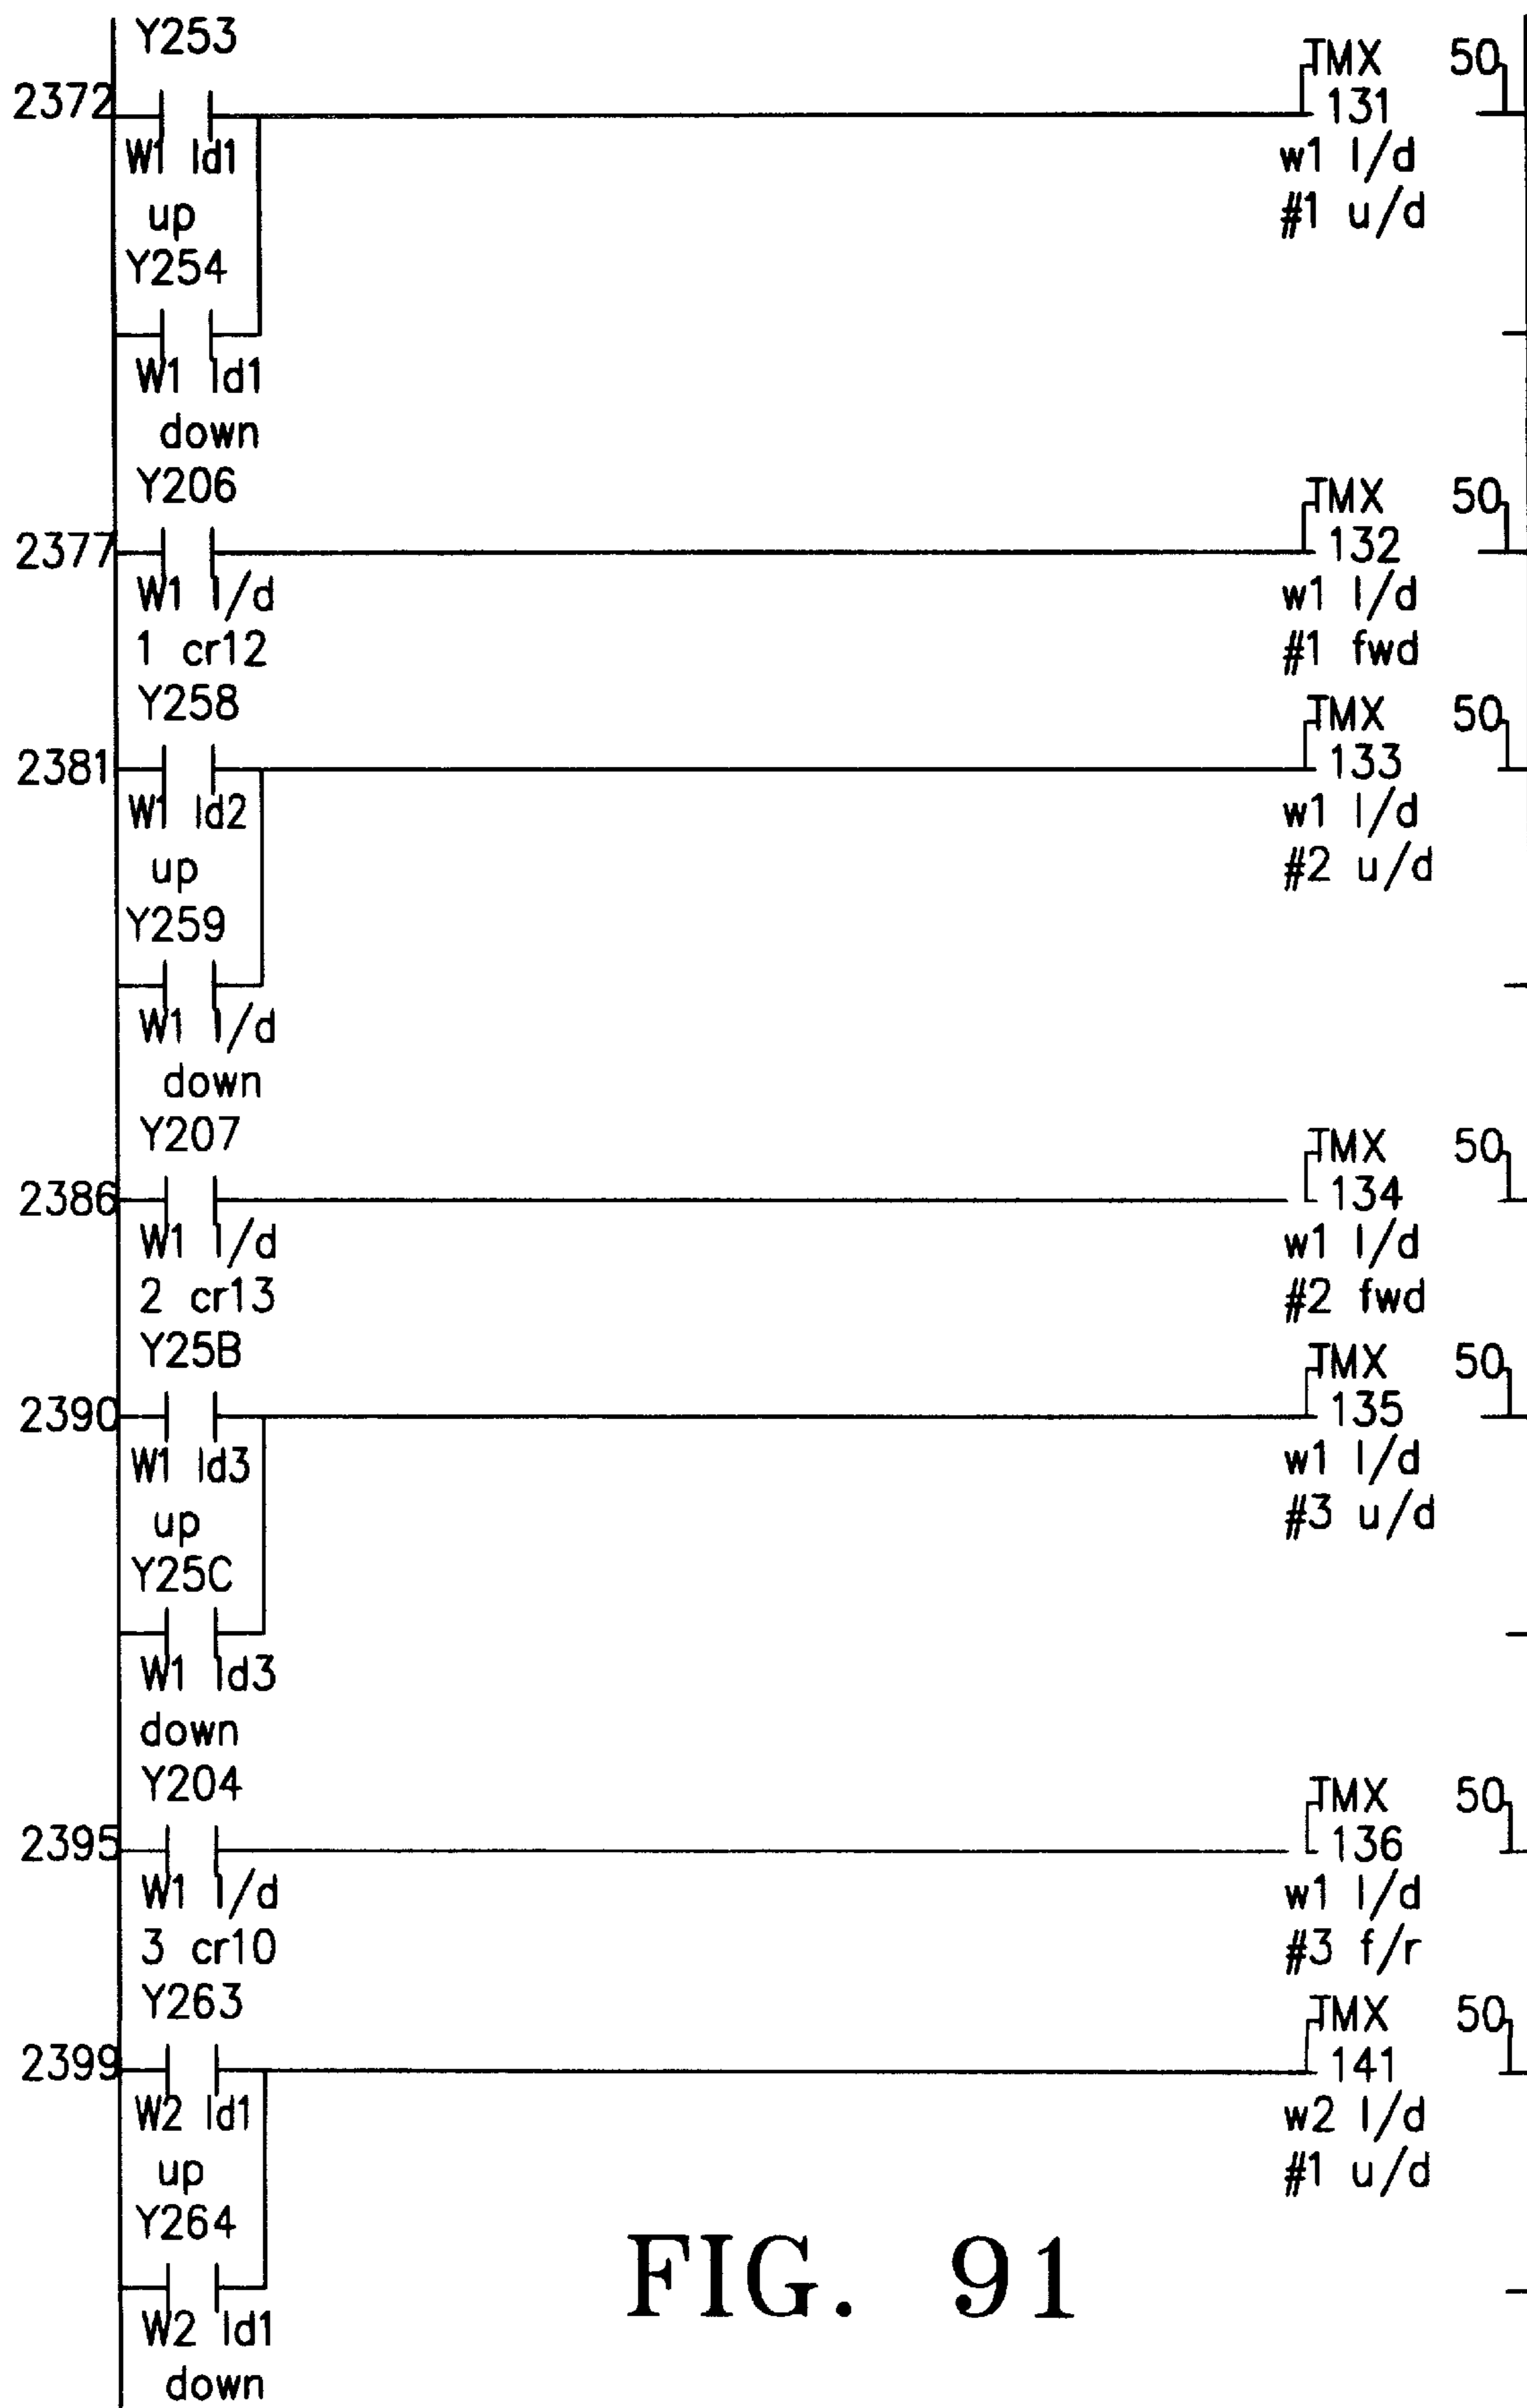 Y253
TMX 50
2372
131
W1 ld1
w1 l/d
up
#1 u/d
Y254
W1 ld1
down
Y206
TMX 50
2377
132
W1 l/d
w1 l/d
1 cr12
#1 fwd
Y258
TMX 50
2381
133
W1 ld2
w1 l/d
up
#2 u/d
Y259
W1 l/d
down
Y207
TMX 50
2386
134
W1 l/d
w1 l/d
2 cr13
#2 fwd
Y25B
TMX 50
2390
135
W1 ld3
w1 l/d
up
#3 u/d
Y25C
W1 ld3
down
Y204
TMX 50
2395
136
W1 l/d
w1 l/d
3 cr10
#3 f/r
Y263
TMX 50
2399
141
W2 ld1
w2 l/d
up
#1 u/d
Y264
W2 ld1
down
FIG. 91